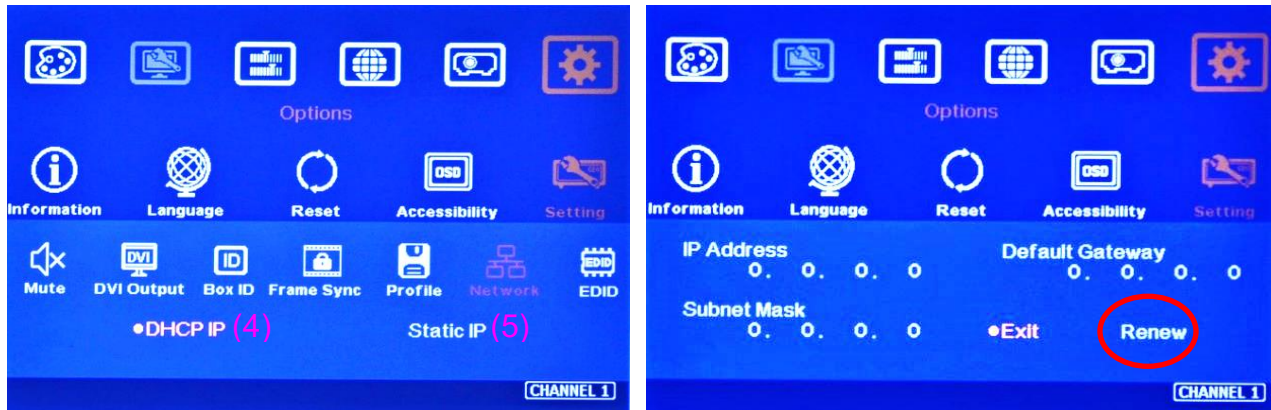 Options
OSD
Information Language Reset Accessibility Setting
DVI ID EDID
Mute DVI Output Box ID Frame Sync Profile Network EDID
●DHCP IP (4) Static IP (5)
CHANNEL 1
Options
OSD
Information Language Reset Accessibility Setting
IP Address Default Gateway
0. 0. 0. 0 0. 0. 0. 0
Subnet Mask
0. 0. 0. 0 ●Exit Renew
CHANNEL 1